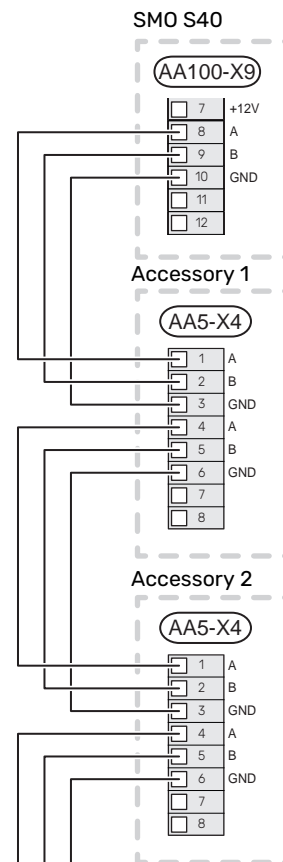 SMO S40
AA100-X9
7 +12V
8 A
9 B
10 GND
11
12
Accessory 1
AA5-X4
1 A
2 B
3 GND
4 A
5 B
6 GND
7
8
Accessory 2
AA5-X4
1 A
2 B
3 GND
4 A
5 B
6 GND
7
8